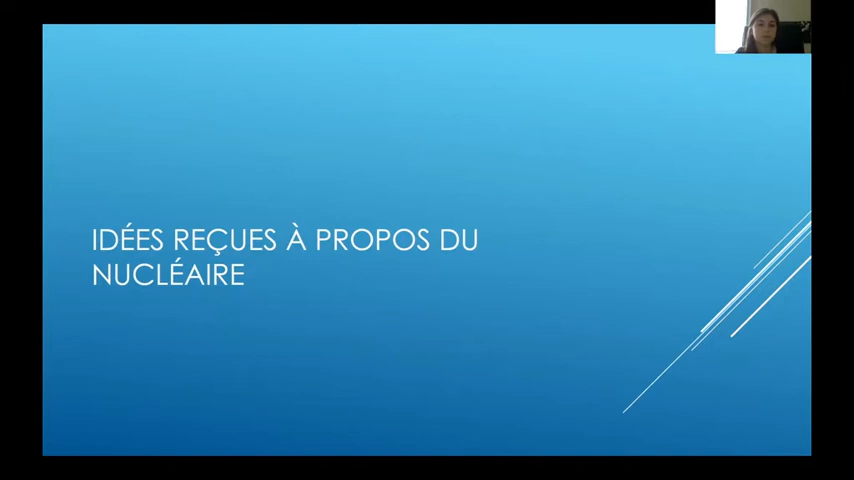 IDÉES REÇUES À PROPOS DU
NUCLÉAIRE